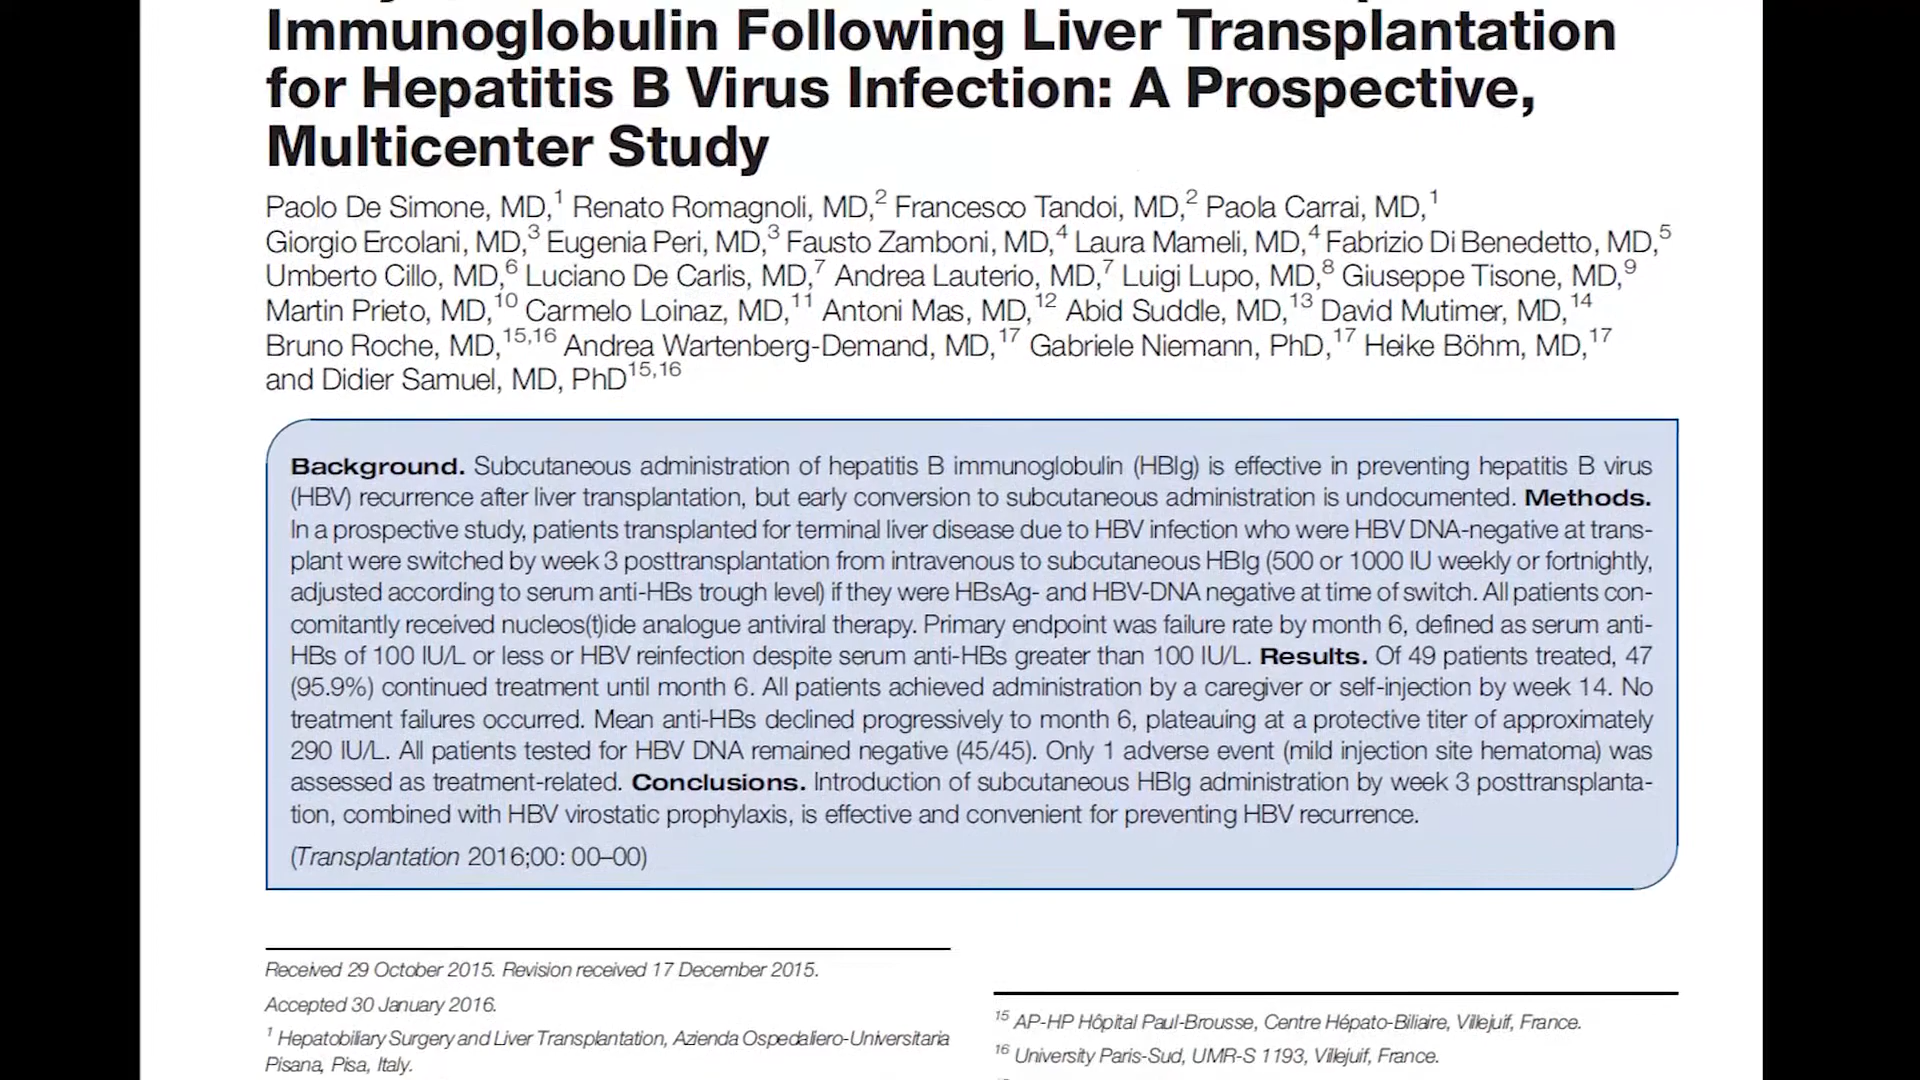 Immunoglobulin Following Liver Transplantation
for Hepatitis B Virus Infection: A Prospective,
Multicenter Study
Paolo De Simone, MD,1 Renato Romagnoli, MD,2 Francesco Tandoi, MD,2 Paola Carrai, MD,1
Giorgio Ercolani, MD,3 Eugenia Peri, MD,3 Fausto Zamboni, MD,4 Laura Mameli, MD,4 Fabrizio Di Benedetto, MD,5
Umberto Cillo, MD,6 Luciano De Carlis, MD,7 Andrea Lauterio, MD,7 Luigi Lupo, MD,8 Giuseppe Tisone, MD,9
Martin Prieto, MD,10 Carmelo Loinaz, MD,11 Antoni Mas, MD,12 Abid Suddle, MD,13 David Mutimer, MD,14
Bruno Roche, MD,15,16 Andrea Wartenberg-Demand, MD,17 Gabriele Niemann, PhD,17 Heike Böhm, MD,17
and Didier Samuel, MD, PhD15,16
Background. Subcutaneous administration of hepatitis B immunoglobulin (HBIg) is effective in preventing hepatitis B virus
(HBV) recurrence after liver transplantation, but early conversion to subcutaneous administration is undocumented. Methods.
In a prospective study, patients transplanted for terminal liver disease due to HBV infection who were HBV DNA-negative at trans-
plant were switched by week 3 posttransplantation from intravenous to subcutaneous HBIg (500 or 1000 IU weekly or fortnightly,
adjusted according to serum anti-HBs trough level) if they were HBsAg- and HBV-DNA negative at time of switch. All patients con-
comitantly received nucleos(t)ide analogue antiviral therapy. Primary endpoint was failure rate by month 6, defined as serum anti-
HBs of 100 IU/L or less or HBV reinfection despite serum anti-HBs greater than 100 IU/L. Results. Of 49 patients treated, 47
(95.9%) continued treatment until month 6. All patients achieved administration by a caregiver or self-injection by week 14. No
treatment failures occurred. Mean anti-HBs declined progressively to month 6, plateauing at a protective titer of approximately
290 IU/L. All patients tested for HBV DNA remained negative (45/45). Only 1 adverse event (mild injection site hematoma) was
assessed as treatment-related. Conclusions. Introduction of subcutaneous HBIg administration by week 3 posttransplanta-
tion, combined with HBV virostatic prophylaxis, is effective and convenient for preventing HBV recurrence.
(Transplantation 2016;00: 00–00)
Received 29 October 2015. Revision received 17 December 2015.
Accepted 30 January 2016.
1 Hepatobiliary Surgery and Liver Transplantation, Azienda Ospedaliero-Universitaria
Pisana, Pisa, Italy.
15 AP-HP Hôpital Paul-Brousse, Centre Hépato-Biliaire, Villejuif, France.
16 University Paris-Sud, UMR-S 1193, Villejuif, France.